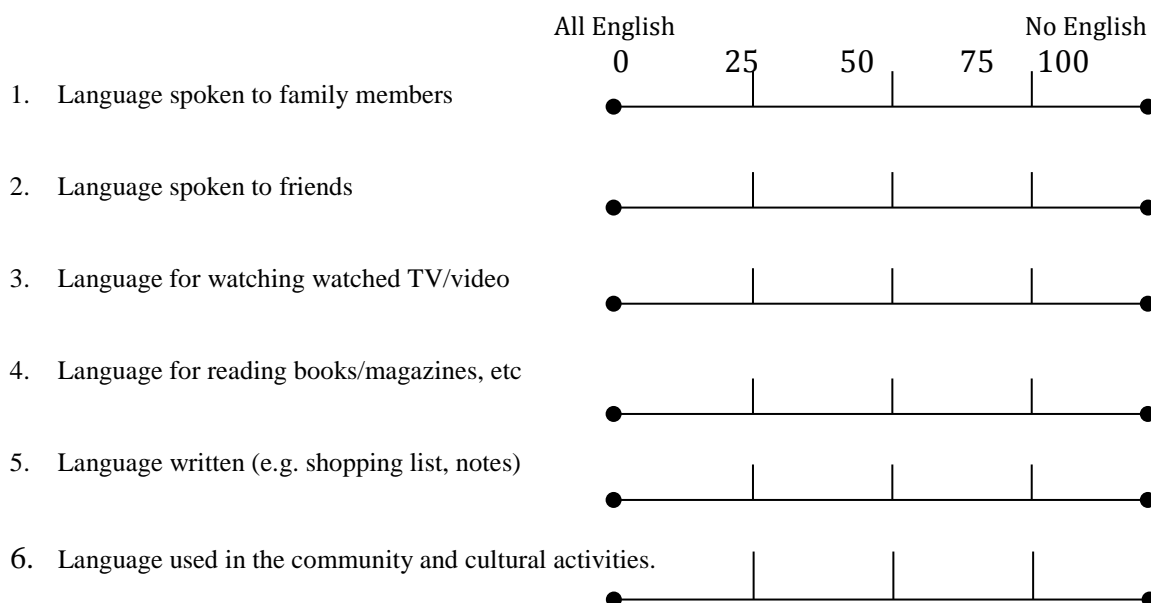 All English No English
0 25 50 75 100
1. Language spoken to family members
2. Language spoken to friends
3. Language for watching watched TV/video
4. Language for reading books/magazines, etc
5. Language written (e.g. shopping list, notes)
6. Language used in the community and cultural activities.